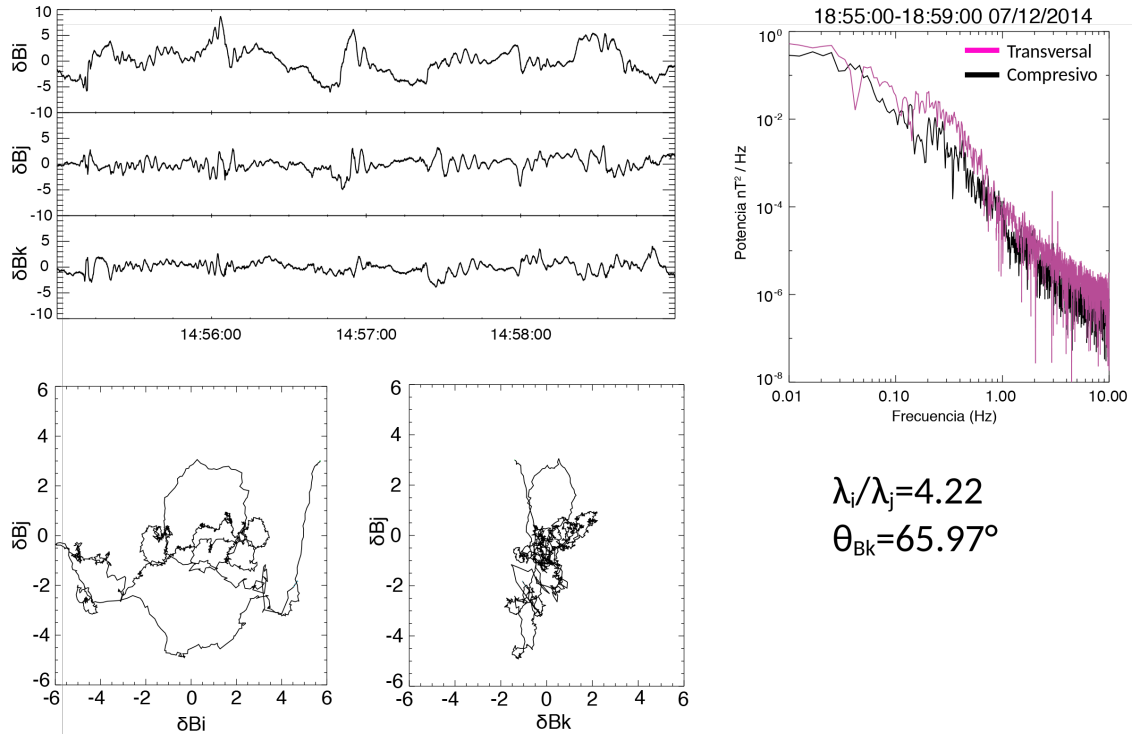 18:55:00-18:59:00 07/12/2014
10
5
0
-5
-10
δBi
5
0
-5
-10
δBj
5
0
-5
-10
δBk
14:56:00 14:57:00 14:58:00
Transversal
Compresivo
10⁰
10⁻²
10⁻⁴
10⁻⁶
10⁻⁸
Potencia nT² / Hz
0.01 0.10 1.00 10.00
Frecuencia (Hz)
6
4
2
0
-2
-4
-6
δBj
-6 -4 -2 0 2 4 6
δBi
6
4
2
0
-2
-4
-6
δBj
-6 -4 -2 0 2 4 6
δBk
λi/λj=4.22
θBk=65.97°